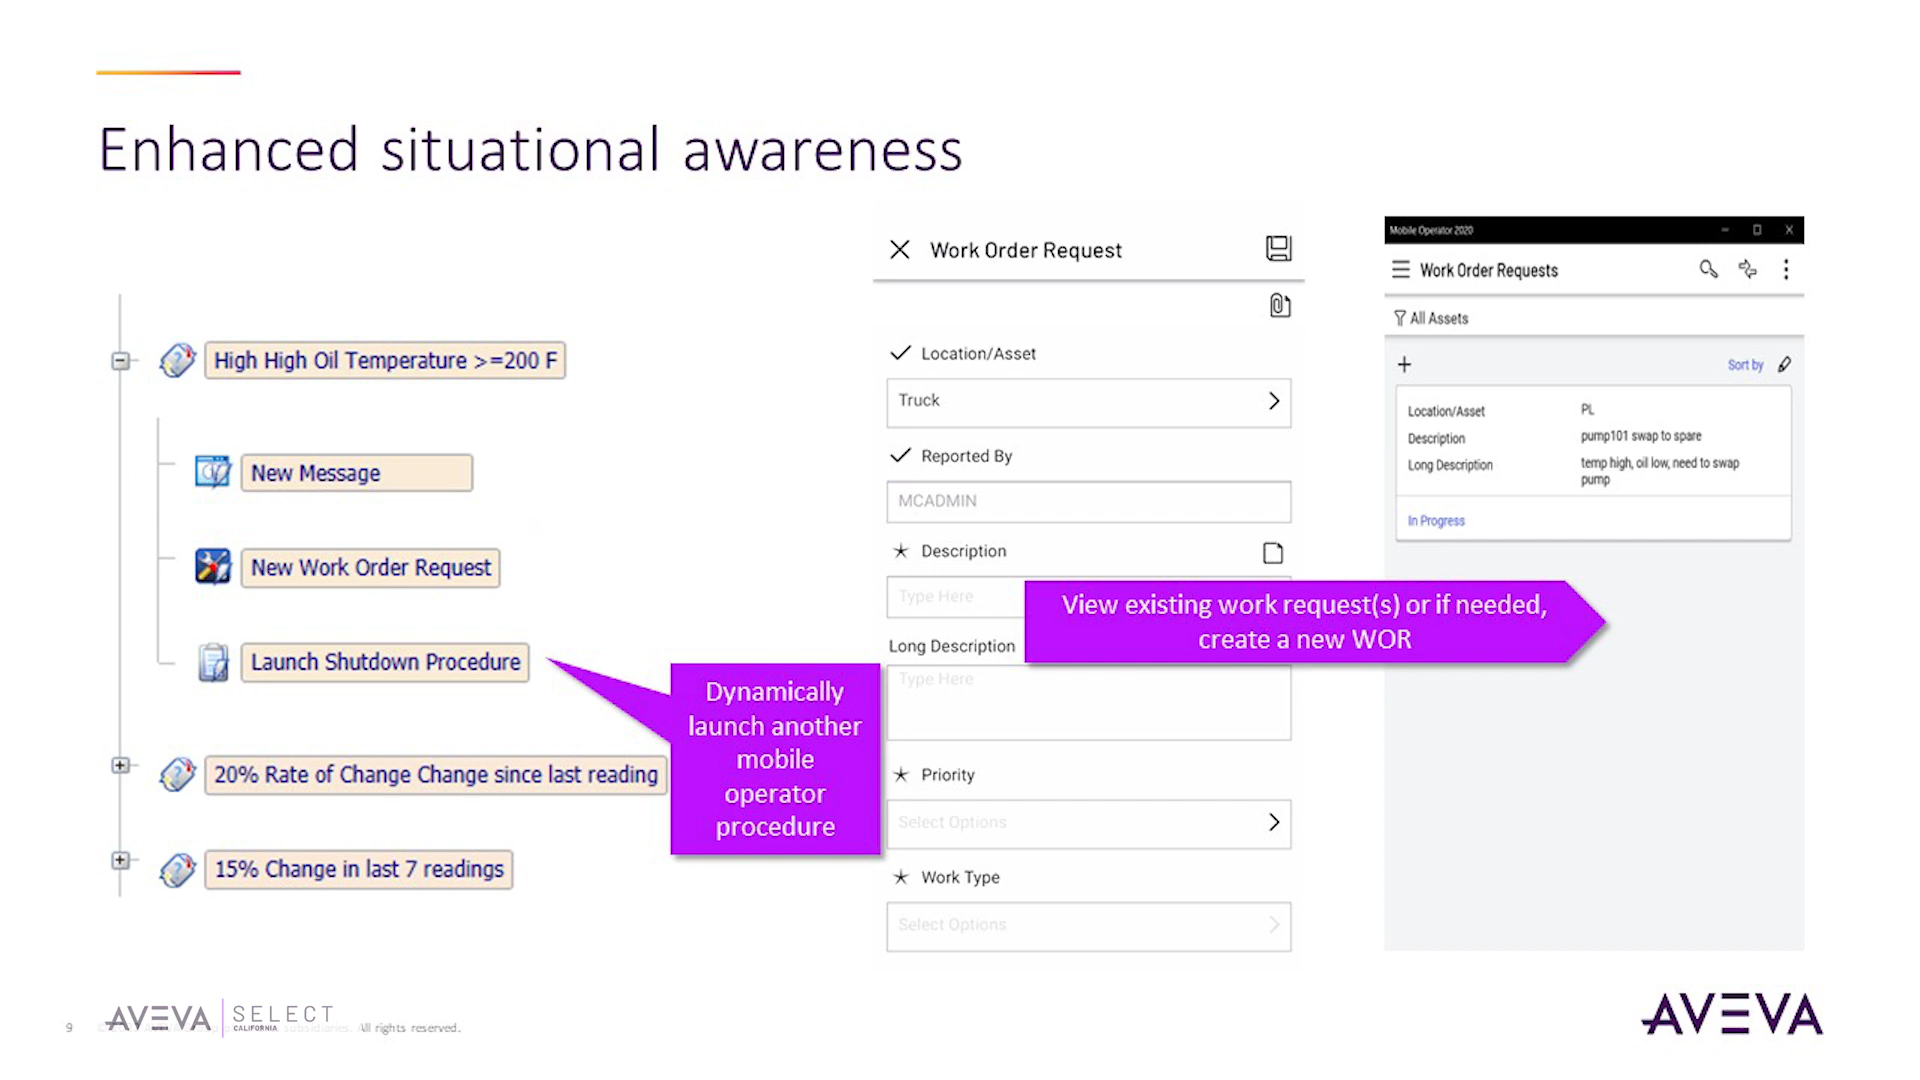 Enhanced situational awareness
High High Oil Temperature >=200 F
New Message
New Work Order Request
Launch Shutdown Procedure
20% Rate of Change Change since last reading
15% Change in last 7 readings
Dynamically
launch another
mobile
operator
procedure
Work Order Request
Location/Asset
Truck
Reported By
MCADMIN
Description
Type Here
Long Description
Type Here
Priority
Select Options
Work Type
Select Options
View existing work request(s) or if needed,
create a new WOR
Mobile Operator 2020
Work Order Requests
All Assets
Sort by
Location/Asset PL
Description pump101 swap to spare
Long Description temp high, oil low, need to swap
pump
In Progress
9
AVEVA SELECT
CALIFORNIA
subsidiaries. All rights reserved.
AVEVA